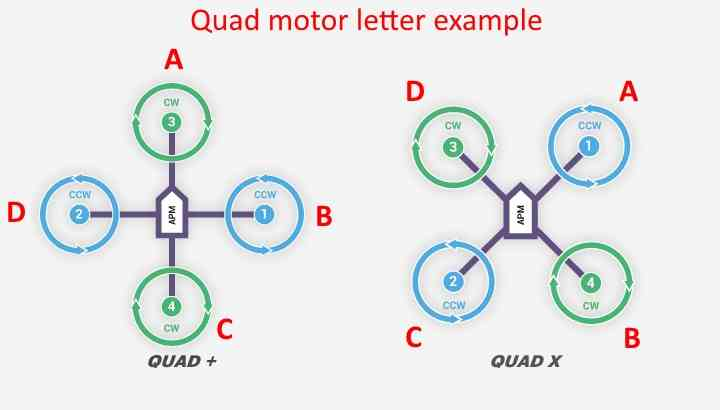 Quad motor letter example
A
CW
3
D
CCW
2
APM
CCW
1
B
4
CW
C
QUAD +
D
CW
3
A
CCW
1
APM
2
CCW
C
4
CW
B
QUAD X